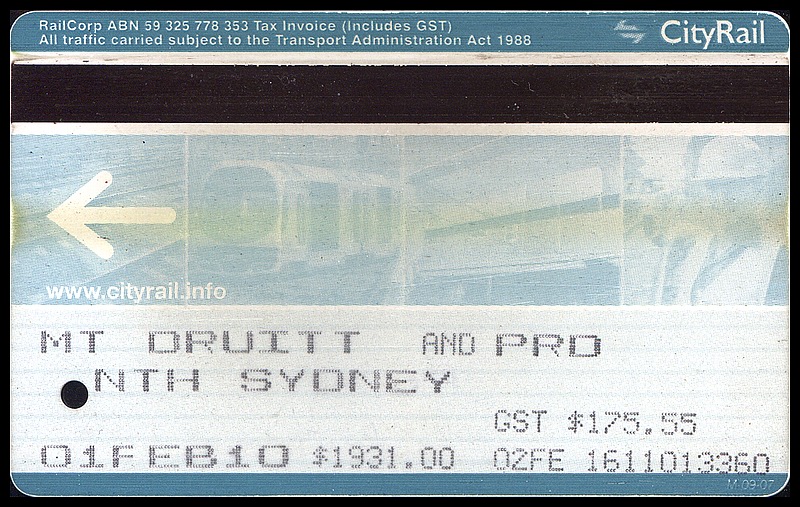 RailCorp ABN 59 325 778 353 Tax Invoice (Includes GST)
All traffic carried subject to the Transport Administration Act 1988
CityRail
www.cityrail.info
MT DRUITT AND PRD
NTH SYDNEY
GST $175.55
01FEB10 $1931.00 02FE 1611013360
M-09-07